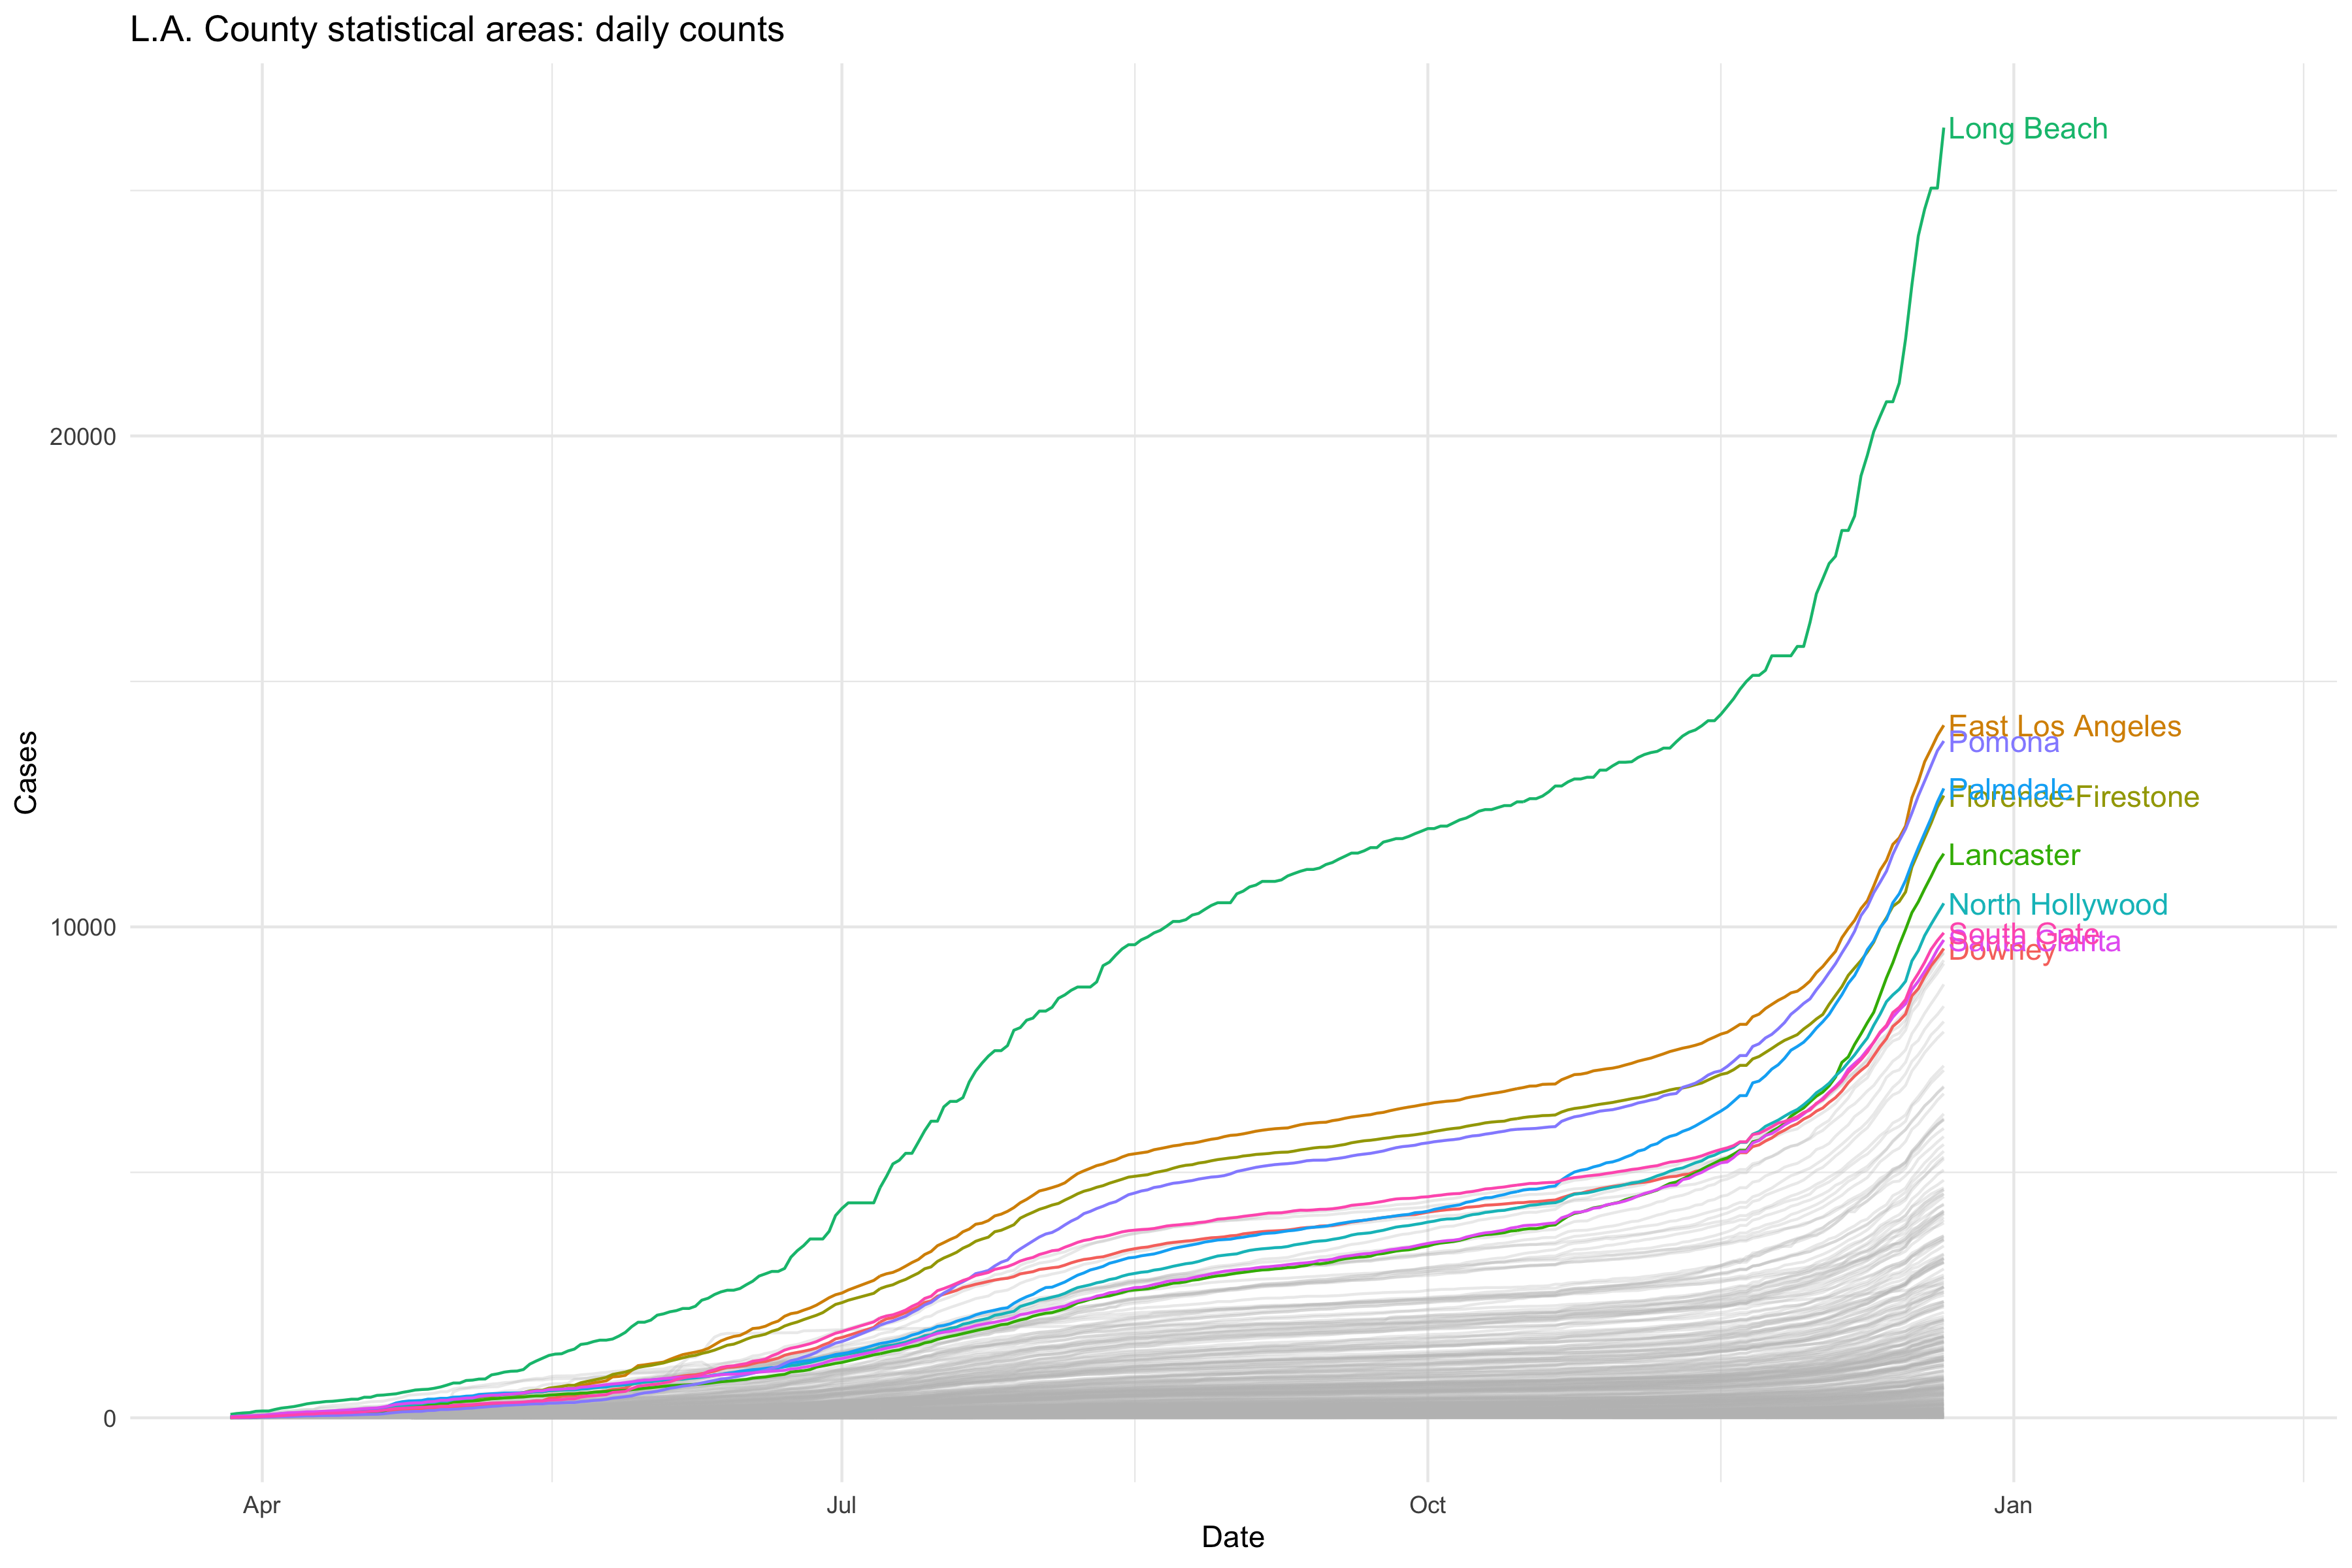 L.A. County statistical areas: daily counts
Long Beach
20000
East Los Angeles
Pomona
Palmdale
Florence-Firestone
Lancaster
North Hollywood
10000
South Gate
Santa Clarita
Downey
Cases
0
Apr
Jul
Oct
Jan
Date